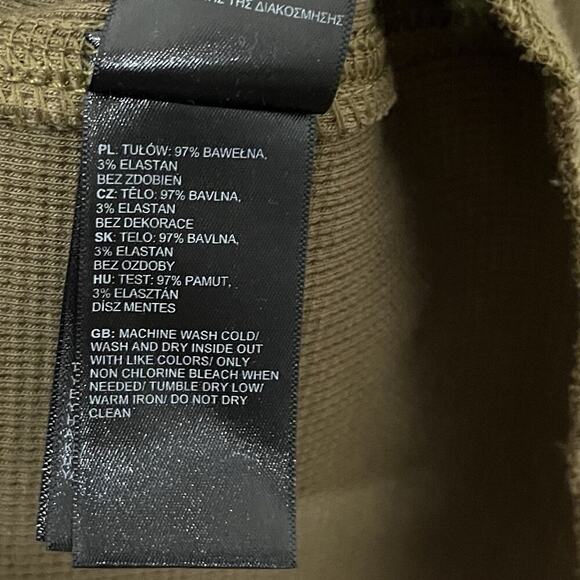 ΤΗΣ ΔΙΑΚΟΣΜΗΣΗΣ
PL: TUŁÓW: 97% BAWEŁNA,
3% ELASTAN
BEZ ZDOBIEŃ
CZ: TĚLO: 97% BAVLNA,
3% ELASTAN
BEZ DEKORACE
SK: TELO: 97% BAVLNA,
3% ELASTAN
BEZ OZDOBY
HU: TEST: 97% PAMUT,
3% ELASZTÁN
DÍSZ MENTES
GB: MACHINE WASH COLD/
WASH AND DRY INSIDE OUT
WITH LIKE COLORS/ ONLY
NON CHLORINE BLEACH WHEN
NEEDED/ TUMBLE DRY LOW/
WARM IRON/ DO NOT DRY
CLEAN